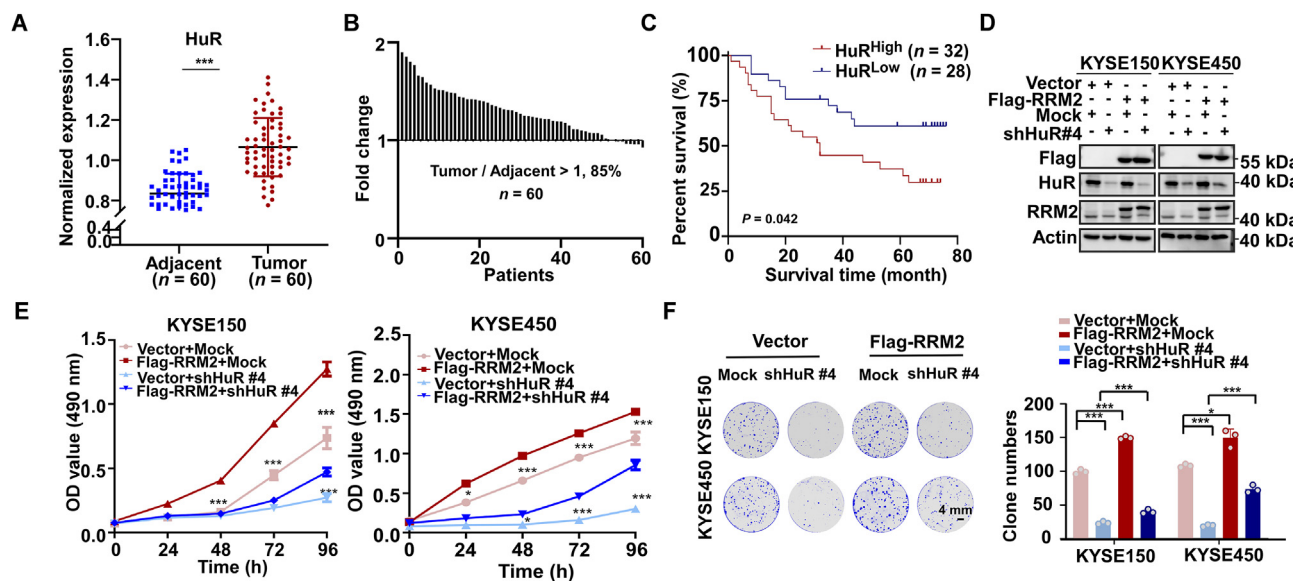 A
HuR
***
Normalized expression
1.6
1.4
1.2
1.0
0.8
0.4
0.0
Adjacent
(n = 60)
Tumor
(n = 60)
B
Fold change
2
1
0
Tumor / Adjacent > 1, 85%
n = 60
0 20 40 60
Patients
C
Percent survival (%)
100
75
50
25
0
HuRHigh (n = 32)
HuRLow (n = 28)
P = 0.042
0 20 40 60 80
Survival time (month)
D
KYSE150 KYSE450
Vector + + - - + + - -
Flag-RRM2 - - + + - - + +
Mock + - + - + - + -
shHuR#4 - + - + - + - +
Flag 55 kDa
HuR 40 kDa
RRM2 40 kDa
Actin 40 kDa
E
KYSE150
OD value (490 nm)
1.5
1.0
0.5
0.0
Vector+Mock
Flag-RRM2+Mock
Vector+shHuR #4
Flag-RRM2+shHuR #4
***
***
***
***
0 24 48 72 96
Time (h)
KYSE450
OD value (490 nm)
2.5
2.0
1.5
1.0
0.5
0.0
Vector+Mock
Flag-RRM2+Mock
Vector+shHuR #4
Flag-RRM2+shHuR #4
*
***
***
***
*
***
***
0 24 48 72 96
Time (h)
F
Vector Flag-RRM2
Mock shHuR #4 Mock shHuR #4
KYSE150
KYSE450
4 mm
Vector+Mock
Flag-RRM2+Mock
Vector+shHuR #4
Flag-RRM2+shHuR #4
Clone numbers
200
150
100
50
0
***
***
***
***
*
***
KYSE150 KYSE450